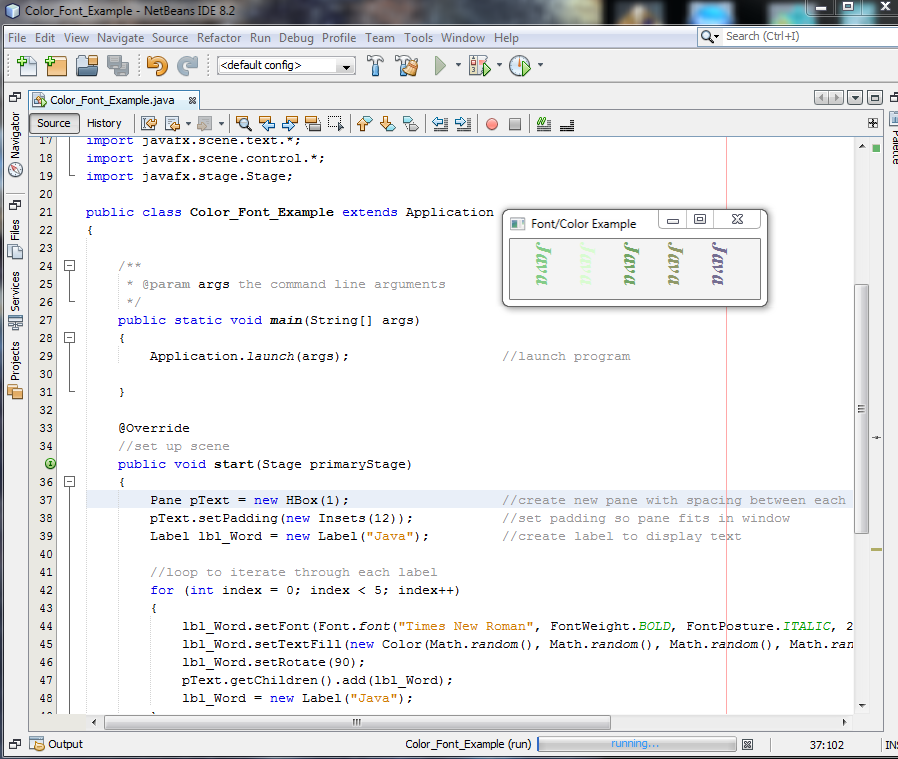 Color_Font_Example - NetBeans IDE 8.2
File Edit View Navigate Source Refactor Run Debug Profile Team Tools Window Help
Search (Ctrl+I)
<default config>
Color_Font_Example.java
Source History
Navigator
Files
Services
Projects
Palette
17 import javafx.scene.text.*;
18 import javafx.scene.control.*;
19 import javafx.stage.Stage;
20
21 public class Color_Font_Example extends Application
22 {
23
24 /**
25 * @param args the command line arguments
26 */
27 public static void main(String[] args)
28 {
29 Application.launch(args); //launch program
30
31 }
32
33 @Override
34 //set up scene
public void start(Stage primaryStage)
36 {
37 Pane pText = new HBox(1); //create new pane with spacing between each
38 pText.setPadding(new Insets(12)); //set padding so pane fits in window
39 Label lbl_Word = new Label("Java"); //create label to display text
40
41 //loop to iterate through each label
42 for (int index = 0; index < 5; index++)
43 {
44 lbl_Word.setFont(Font.font("Times New Roman", FontWeight.BOLD, FontPosture.ITALIC, 2
45 lbl_Word.setTextFill(new Color(Math.random(), Math.random(), Math.random(), Math.ran
46 lbl_Word.setRotate(90);
47 pText.getChildren().add(lbl_Word);
48 lbl_Word = new Label("Java");
Font/Color Example
Java Java Java Java Java
Output
Color_Font_Example (run) running...
37:102
INS